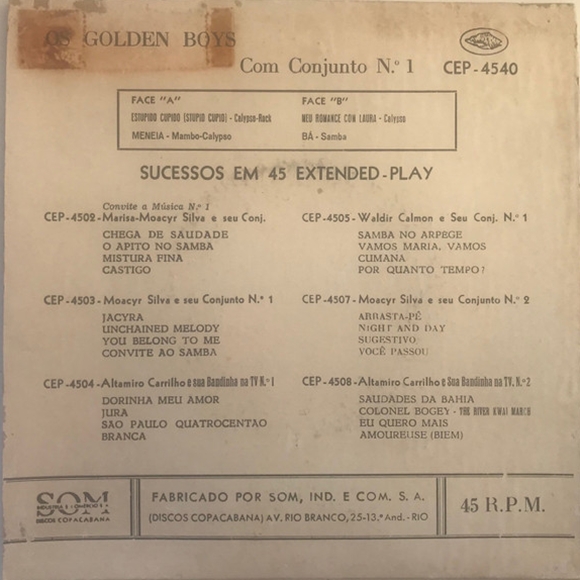 OS GOLDEN BOYS
Com Conjunto N.º 1 CEP-4540
FACE "A" FACE "B"
ESTUPIDO CUPIDO (STUPID CUPID) - Calypso-Rock MEU ROMANCE COM LAURA - Calypso
MENEIA - Mambo-Calypso BÁ - Samba
SUCESSOS EM 45 EXTENDED-PLAY
Convite a Música N.º 1
CEP-4502-Marisa-Moacyr Silva e seu Conj.
CHEGA DE SAUDADE
O APITO NO SAMBA
MISTURA FINA
CASTIGO
CEP-4505 - Waldir Calmon e Seu Conj. N.º 1
SAMBA NO ARPEGE
VAMOS MARIA, VAMOS
CUMANA
POR QUANTO TEMPO?
CEP-4503 - Moacyr Silva e seu Conjunto N.º 1
JACYRA
UNCHAINED MELODY
YOU BELONG TO ME
CONVITE AO SAMBA
CEP-4507 - Moacyr Silva e seu Conjunto N.º 2
ARRASTA-PÉ
NIGHT AND DAY
SUGESTIVO
VOCÊ PASSOU
CEP-4504 - Altamiro Carrilho e sua Bandinha na TV N.º 1
DORINHA MEU AMOR
JURA
SAO PAULO QUATROCENTAO
BRANCA
CEP-4508 - Altamiro Carrilho e Sua Bandinha na TV. N.º 2
SAUDADES DA BAHIA
COLONEL BOGEY - THE RIVER KWAI MARCH
EU QUERO MAIS
AMOUREUSE (BIEM)
SOM
INDUSTRIA E COMERCIO S A
DISCOS COPACABANA
FABRICADO POR SOM, IND. E COM. S. A.
(DISCOS COPACABANA) AV. RIO BRANCO, 25-13.º And. - RIO
45 R.P.M.